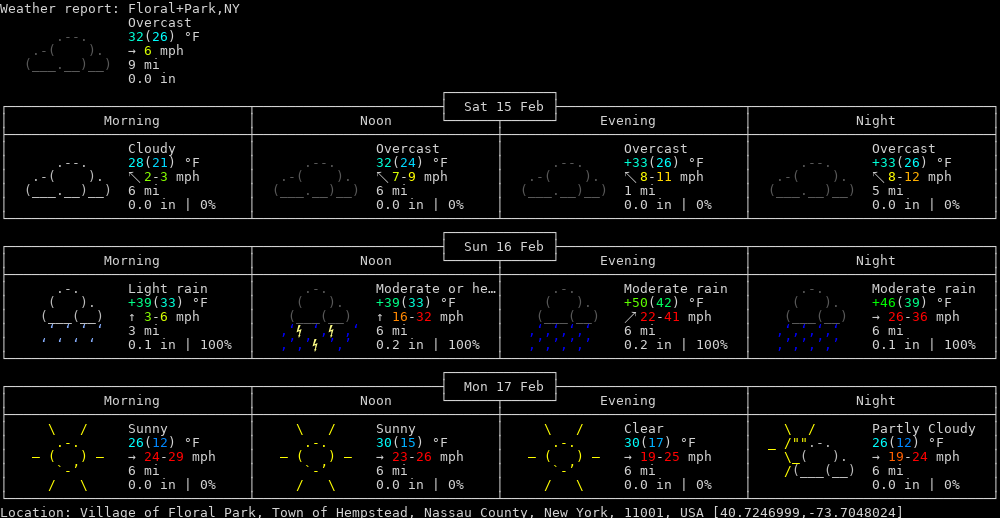 Weather report: Floral+Park,NY
Overcast
32(26) °F
→ 6 mph
9 mi
0.0 in
Sat 15 Feb
Morning Noon Evening Night
Cloudy Overcast Overcast Overcast
28(21) °F 32(24) °F +33(26) °F +33(26) °F
↖ 2-3 mph ↖ 7-9 mph ↖ 8-11 mph ↖ 8-12 mph
6 mi 6 mi 1 mi 5 mi
0.0 in | 0% 0.0 in | 0% 0.0 in | 0% 0.0 in | 0%
Sun 16 Feb
Morning Noon Evening Night
Light rain Moderate or he… Moderate rain Moderate rain
+39(33) °F +39(33) °F +50(42) °F +46(39) °F
↑ 3-6 mph ↑ 16-32 mph ↗ 22-41 mph → 26-36 mph
3 mi 6 mi 6 mi 6 mi
0.1 in | 100% 0.2 in | 100% 0.2 in | 100% 0.1 in | 100%
Mon 17 Feb
Morning Noon Evening Night
Sunny Sunny Clear Partly Cloudy
26(12) °F 30(15) °F 30(17) °F 26(12) °F
→ 24-29 mph → 23-26 mph → 19-25 mph → 19-24 mph
6 mi 6 mi 6 mi 6 mi
0.0 in | 0% 0.0 in | 0% 0.0 in | 0% 0.0 in | 0%
Location: Village of Floral Park, Town of Hempstead, Nassau County, New York, 11001, USA [40.7246999,-73.7048024]